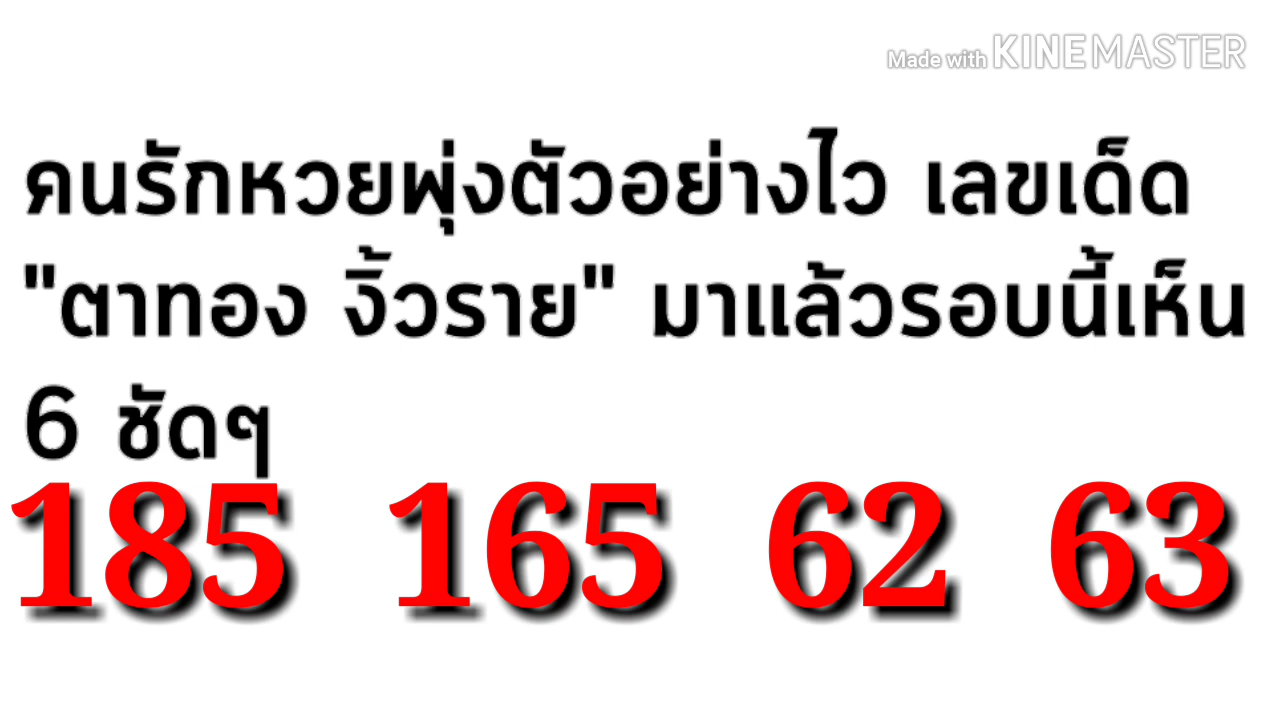 Made with KINEMASTER
คนรักหวยพุ่งตัวอย่างไว เลขเด็ด
"ตาทอง งิ้วราย" มาแล้วรอบนี้เห็น
6 ชัดๆ
185 165 62 63